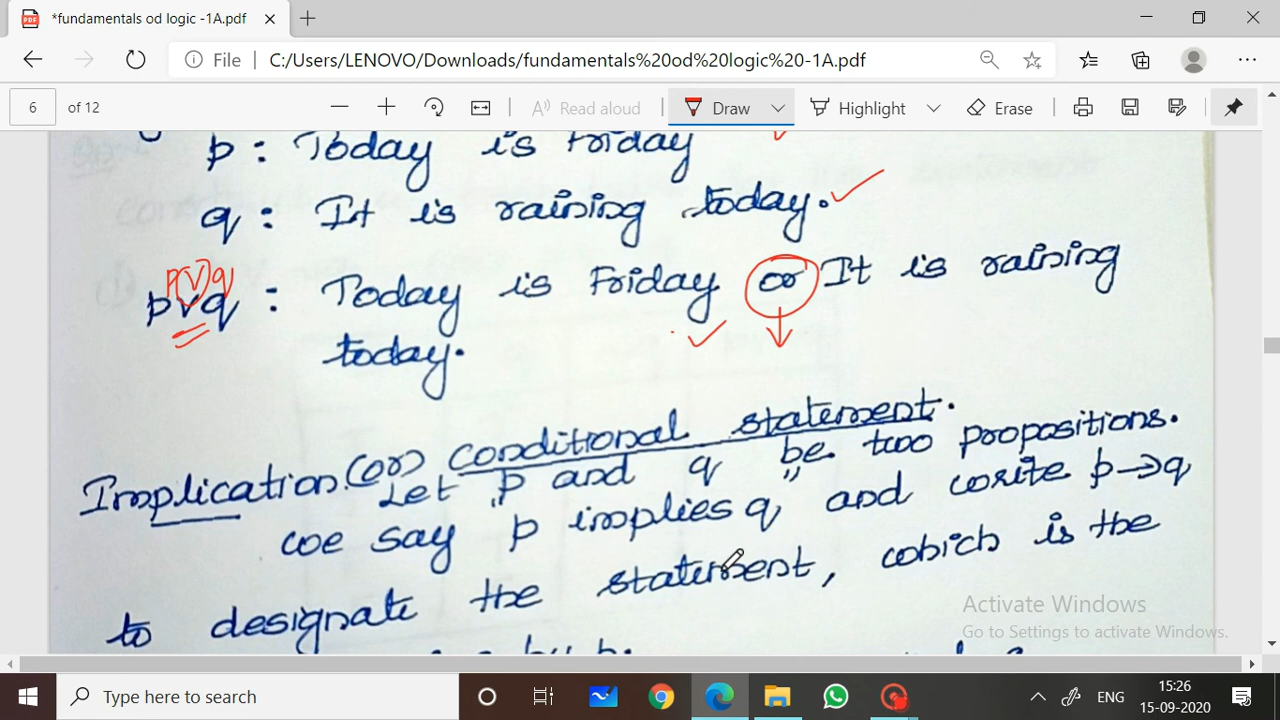 *fundamentals od logic -1A.pdf
File C:/Users/LENOVO/Downloads/fundamentals%20od%20logic%20-1A.pdf
6 of 12 Read aloud Draw Highlight Erase
p : Today is Friday
q : It is raining today.
p V q
p v q : Today is Friday or It is raining
today.
Implication (or) conditional statement.
Let p and q be two propositions.
we say "p implies q" and write p → q
to designate the statement, which is the
Activate Windows
Go to Settings to activate Windows.
Type here to search
ENG
15:26
15-09-2020